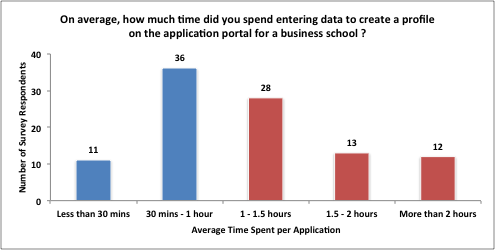 On average, how much time did you spend entering data to create a profile
on the application portal for a business school ?
Number of Survey Respondents
40
30
20
10
0
11
36
28
13
12
Less than 30 mins
30 mins - 1 hour
1 - 1.5 hours
1.5 - 2 hours
More than 2 hours
Average Time Spent per Application